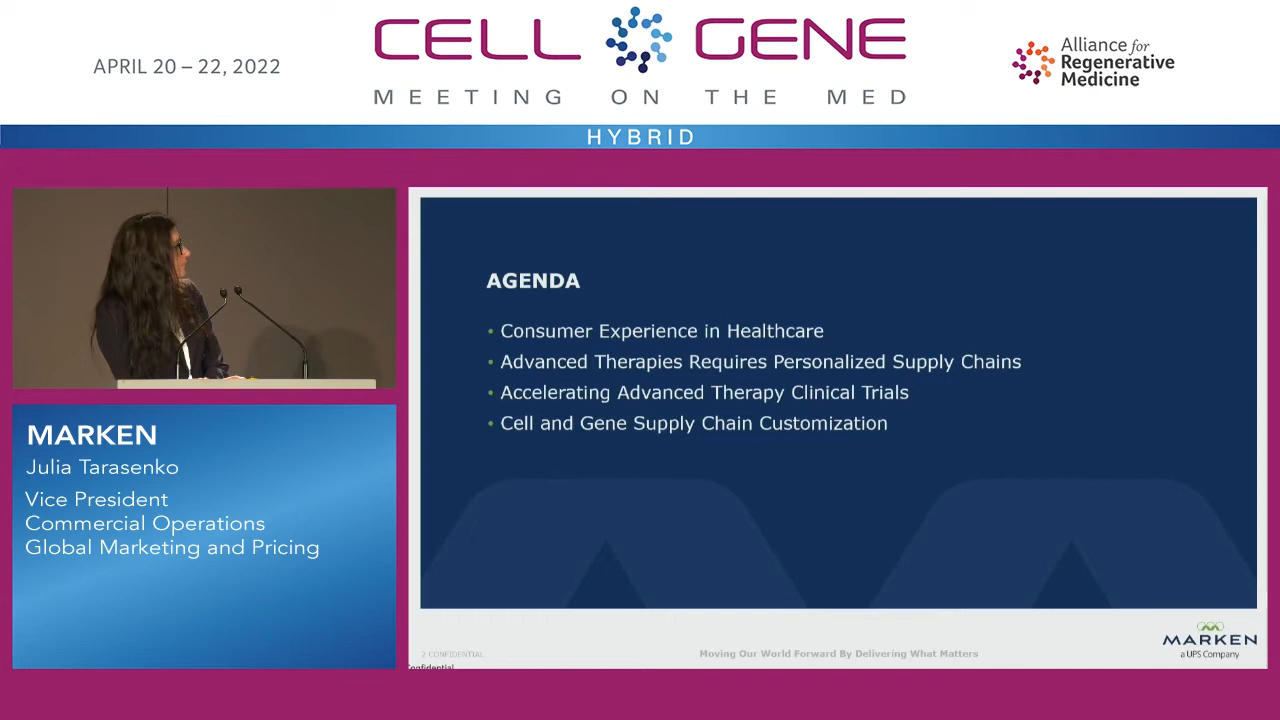 APRIL 20 – 22, 2022
CELL GENE
MEETING ON THE MED
Alliance for
Regenerative
Medicine
HYBRID
MARKEN
Julia Tarasenko
Vice President
Commercial Operations
Global Marketing and Pricing
AGENDA
• Consumer Experience in Healthcare
• Advanced Therapies Requires Personalized Supply Chains
• Accelerating Advanced Therapy Clinical Trials
• Cell and Gene Supply Chain Customization
2 CONFIDENTIAL
Confidential
Moving Our World Forward By Delivering What Matters
MARKEN
a UPS Company